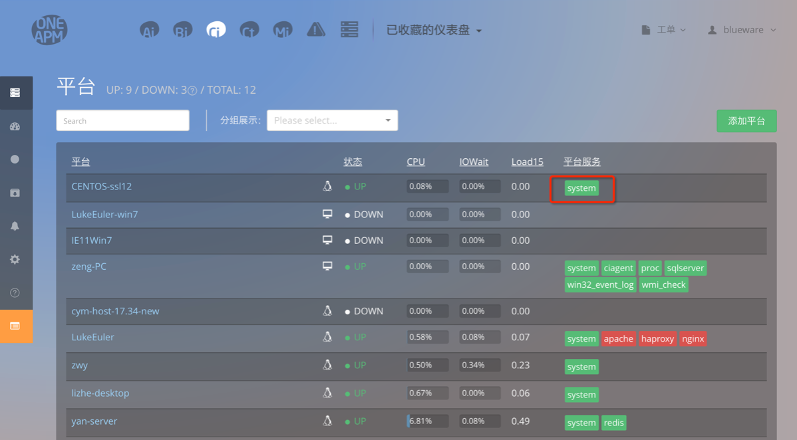 ONE
APM
Ai Bi Ci Ct Mi 已收藏的仪表盘 工单 blueware
平台 UP: 9 / DOWN: 3 / TOTAL: 12
Search 分组展示: Please select... 添加平台
平台 状态 CPU IOWait Load15 平台服务
CENTOS-ssl12 UP 0.08% 0.00% 0.00 system
LukeEuler-win7 DOWN 0.00% 0.00% 0.00
IE11Win7 DOWN 0.00% 0.00% 0.00
zeng-PC UP 0.00% 0.00% 0.00 system ciagent proc sqlserver
win32_event_log wmi_check
cym-host-17.34-new DOWN 0.00% 0.00% 0.00
LukeEuler UP 0.58% 0.08% 0.07 system apache haproxy nginx
zwy UP 0.50% 0.34% 0.23 system
lizhe-desktop UP 0.67% 0.00% 0.06 system
yan-server UP 6.81% 0.08% 0.49 system redis